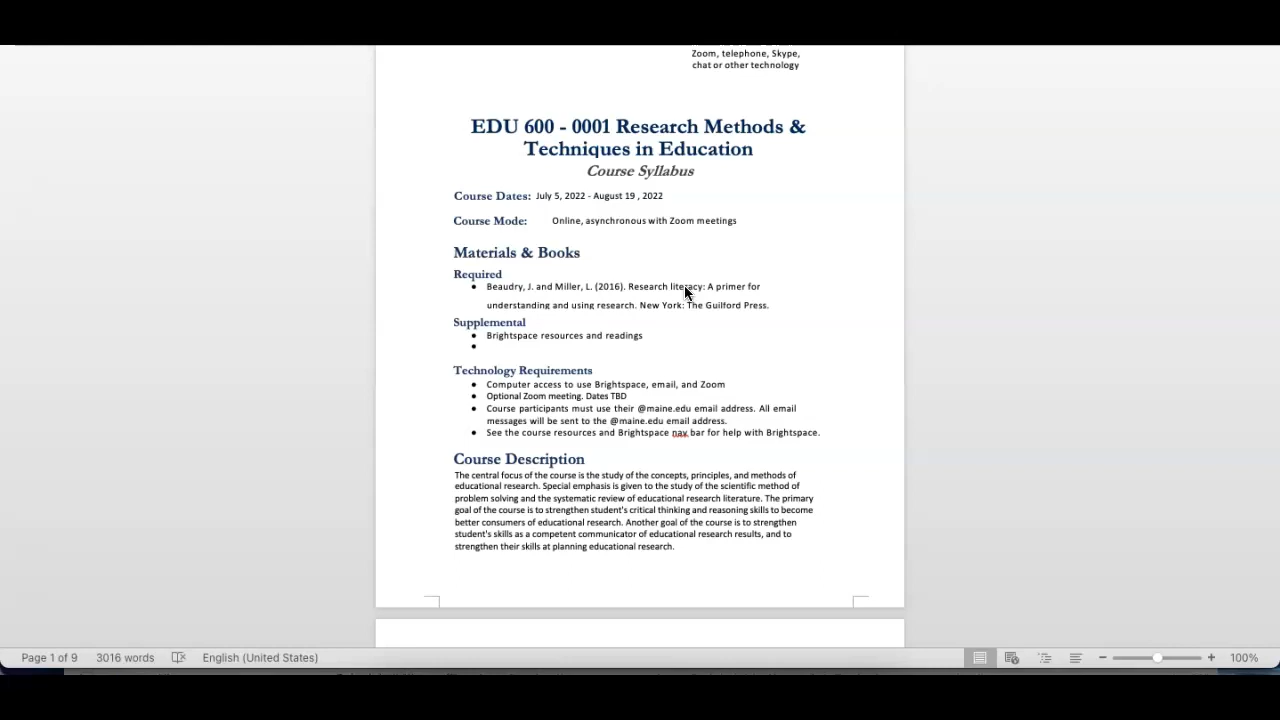 Zoom, telephone, Skype,
chat or other technology
EDU 600 - 0001 Research Methods &
Techniques in Education
Course Syllabus
Course Dates: July 5, 2022 - August 19 , 2022
Course Mode: Online, asynchronous with Zoom meetings
Materials & Books
Required
• Beaudry, J. and Miller, L. (2016). Research literacy: A primer for
understanding and using research. New York: The Guilford Press.
Supplemental
• Brightspace resources and readings
•
Technology Requirements
• Computer access to use Brightspace, email, and Zoom
• Optional Zoom meeting. Dates TBD
• Course participants must use their @maine.edu email address. All email
messages will be sent to the @maine.edu email address.
• See the course resources and Brightspace nav bar for help with Brightspace.
Course Description
The central focus of the course is the study of the concepts, principles, and methods of
educational research. Special emphasis is given to the study of the scientific method of
problem solving and the systematic review of educational research literature. The primary
goal of the course is to strengthen student's critical thinking and reasoning skills to become
better consumers of educational research. Another goal of the course is to strengthen
student's skills as a competent communicator of educational research results, and to
strengthen their skills at planning educational research.
Page 1 of 9 3016 words English (United States) 100%